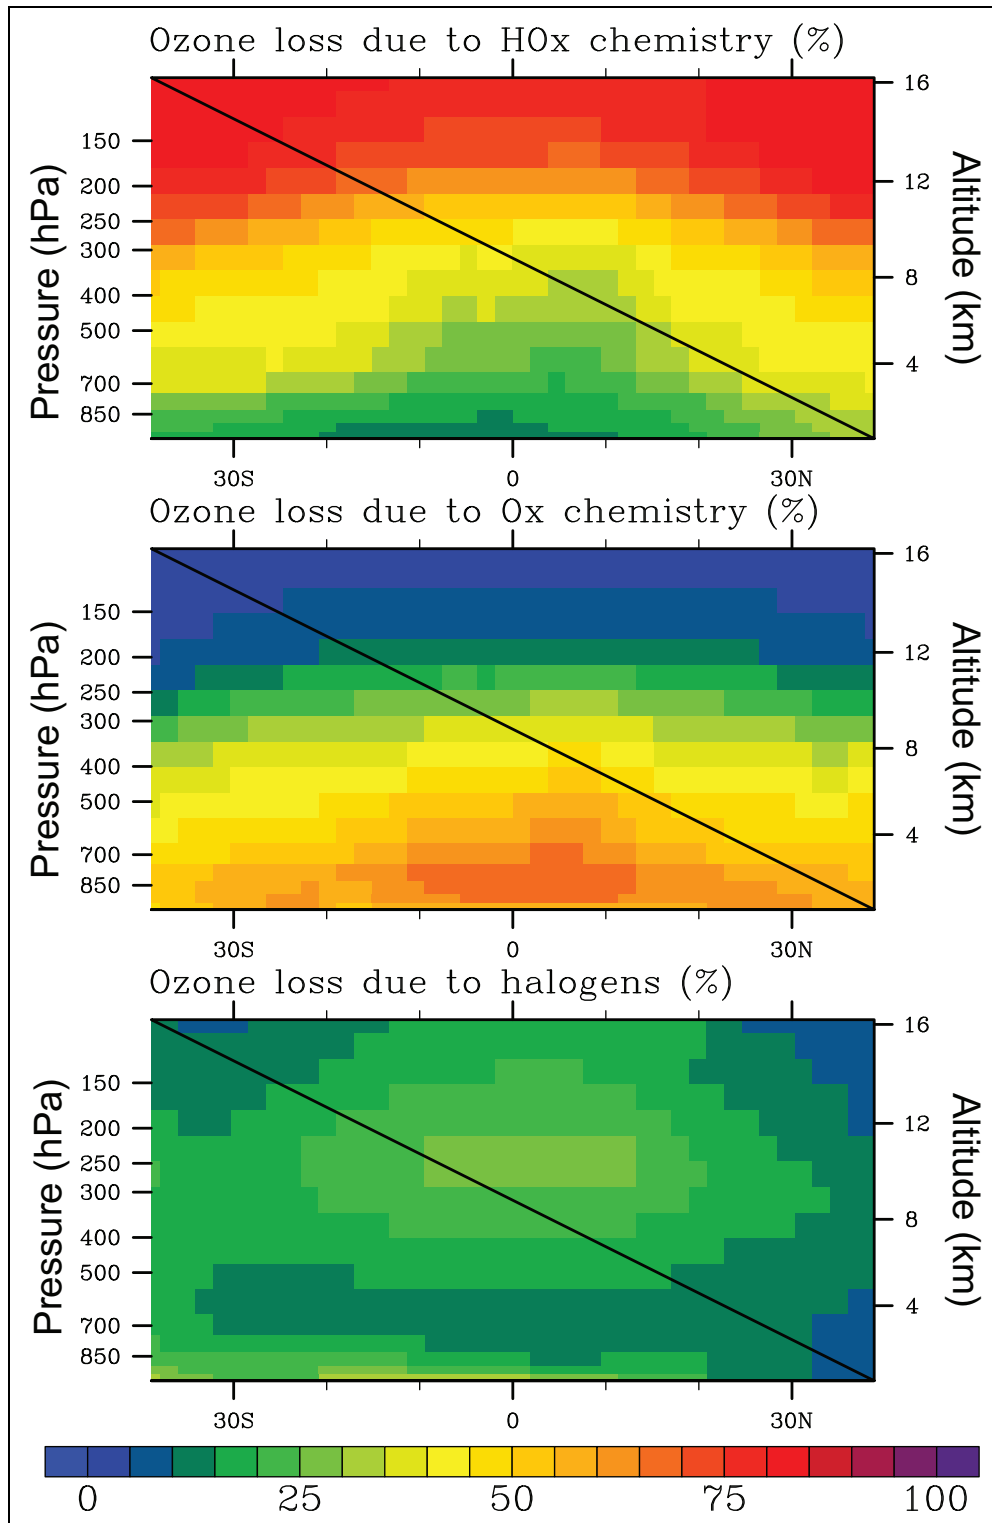 Ozone loss due to HOx chemistry (%)
Pressure (hPa)
150
200
250
300
400
500
700
850
16
12
8
4
Altitude (km)
30S 0 30N
Ozone loss due to Ox chemistry (%)
Pressure (hPa)
150
200
250
300
400
500
700
850
16
12
8
4
Altitude (km)
30S 0 30N
Ozone loss due to halogens (%)
Pressure (hPa)
150
200
250
300
400
500
700
850
16
12
8
4
Altitude (km)
30S 0 30N
0 25 50 75 100